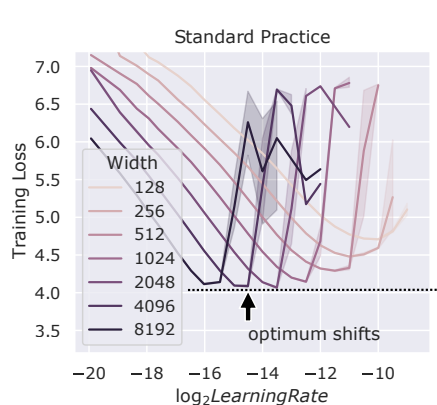 Standard Practice
Training Loss
7.0
6.5
6.0
5.5
5.0
4.5
4.0
3.5
Width
128
256
512
1024
2048
4096
8192
optimum shifts
−20 −18 −16 −14 −12 −10
log₂LearningRate